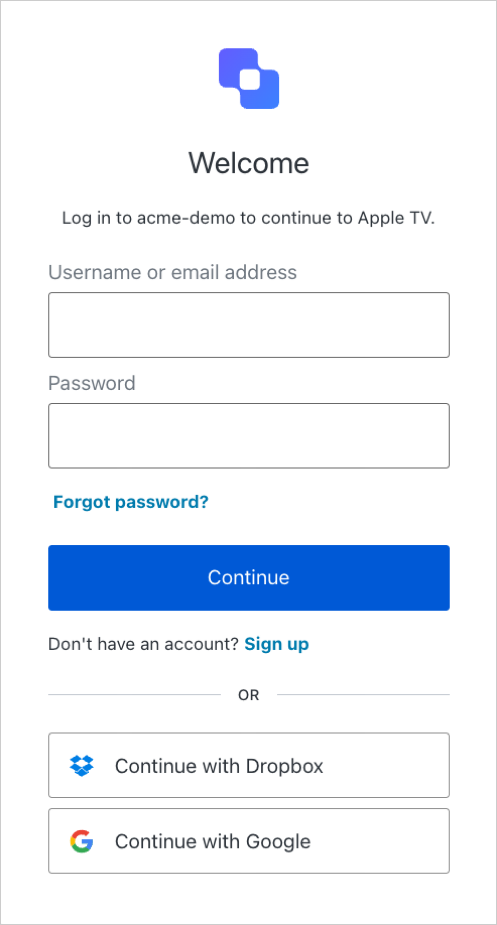 Welcome
Log in to acme-demo to continue to Apple TV.
Username or email address
Password
Forgot password?
Continue
Don't have an account? Sign up
OR
Continue with Dropbox
Continue with Google